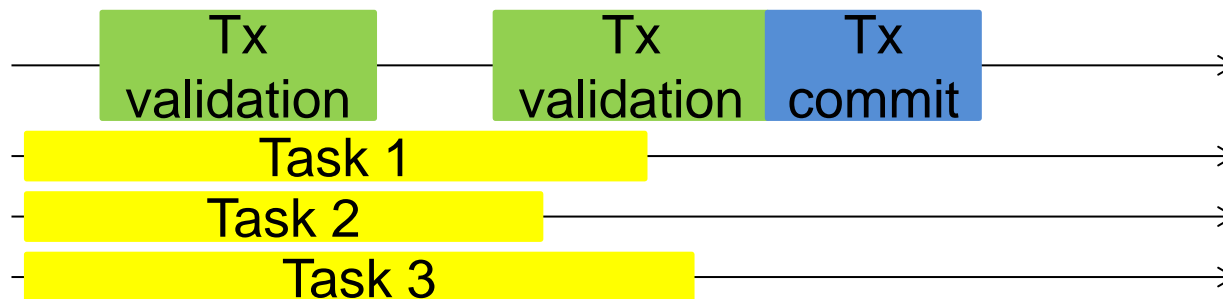 Tx
validation
Tx
validation
Tx
commit
Task 1
Task 2
Task 3